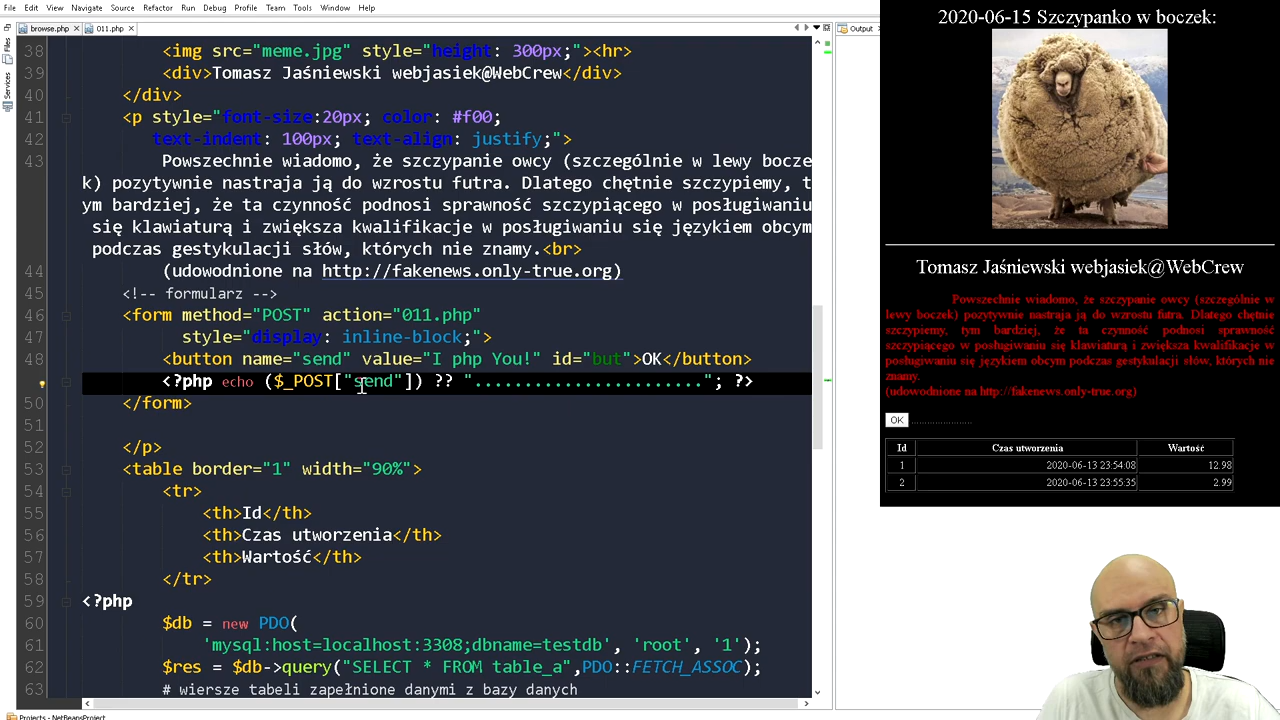 File Edit View Navigate Source Refactor Run Debug Profile Team Tools Window Help
browse.php 011.php
Output
Files
Services
38 <img src="meme.jpg" style="height: 300px;"><hr>
39 <div>Tomasz Jaśniewski webjasiek@WebCrew</div>
40 </div>
41 <p style="font-size:20px; color: #f00;
42 text-indent: 100px; text-align: justify;">
43 Powszechnie wiadomo, że szczypanie owcy (szczególnie w lewy bocze
k) pozytywnie nastraja ją do wzrostu futra. Dlatego chętnie szczypiemy, t
ym bardziej, że ta czynność podnosi sprawność szczypiącego w posługiwaniu
się klawiaturą i zwiększa kwalifikacje w posługiwaniu się językiem obcym
podczas gestykulacji słów, których nie znamy.<br>
44 (udowodnione na http://fakenews.only-true.org)
45 <!-- formularz -->
46 <form method="POST" action="011.php"
47 style="display: inline-block;">
48 <button name="send" value="I php You!" id="but">OK</button>
<?php echo ($_POST["send"]) ?? "......................."; ?>
50 </form>
51
52 </p>
53 <table border="1" width="90%">
54 <tr>
55 <th>Id</th>
56 <th>Czas utworzenia</th>
57 <th>Wartość</th>
58 </tr>
59 <?php
60 $db = new PDO(
61 'mysql:host=localhost:3308;dbname=testdb', 'root', '1');
62 $res = $db->query("SELECT * FROM table_a",PDO::FETCH_ASSOC);
63 # wiersze tabeli zapełnione danymi z bazy danych
Projects - NetBeansProject
2020-06-15 Szczypanko w boczek:
Tomasz Jaśniewski webjasiek@WebCrew
Powszechnie wiadomo, że szczypanie owcy (szczególnie w
lewy boczek) pozytywnie nastraja ją do wzrostu futra. Dlatego chętnie
szczypiemy, tym bardziej, że ta czynność podnosi sprawność
szczypiącego w posługiwaniu się klawiaturą i zwiększa kwalifikacje w
posługiwaniu się językiem obcym podczas gestykulacji słów, których nie
znamy.
(udowodnione na http://fakenews.only-true.org)
OK .......................
Id Czas utworzenia Wartość
1 2020-06-13 23:54:08 12.98
2 2020-06-13 23:55:35 2.99